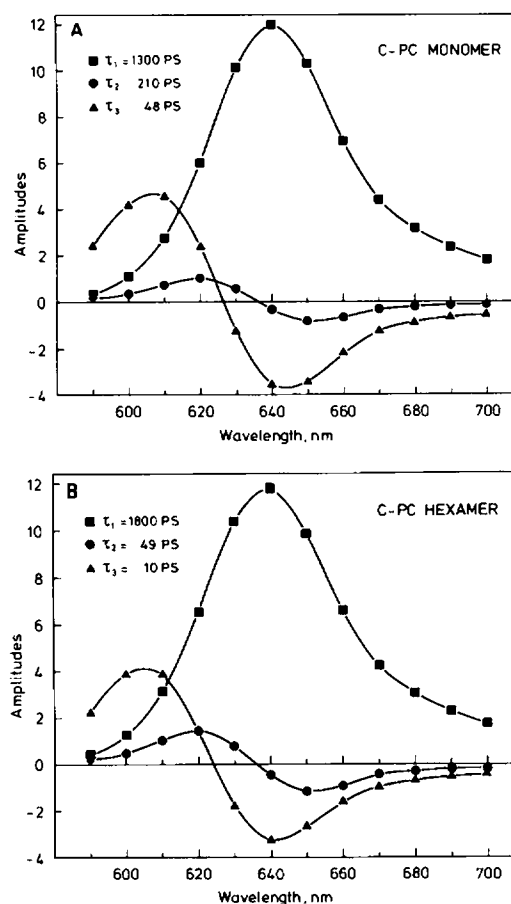 A
C-PC MONOMER
τ1 = 1300 PS
τ2 210 PS
τ3 48 PS
Amplitudes
12
10
8
6
4
2
0
-2
-4
600 620 640 660 680 700
Wavelength, nm
B
C-PC HEXAMER
τ1 = 1800 PS
τ2 = 49 PS
τ3 = 10 PS
Amplitudes
12
10
8
6
4
2
0
-2
-4
600 620 640 660 680 700
Wavelength, nm